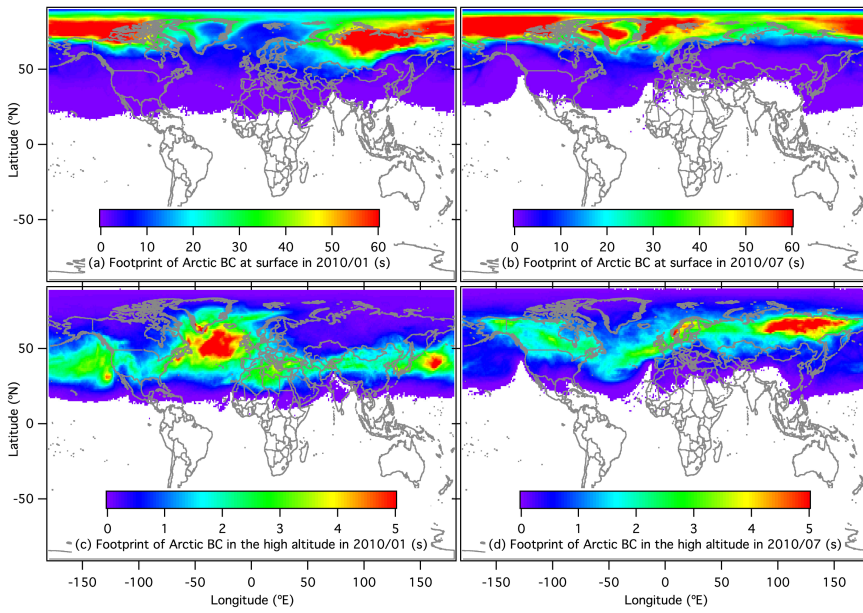 50
0
-50
Latitude (ºN)
0 10 20 30 40 50 60
(a) Footprint of Arctic BC at surface in 2010/01 (s)
0 10 20 30 40 50 60
(b) Footprint of Arctic BC at surface in 2010/07 (s)
50
0
-50
Latitude (ºN)
0 1 2 3 4 5
(c) Footprint of Arctic BC in the high altitude in 2010/01 (s)
0 1 2 3 4 5
(d) Footprint of Arctic BC in the high altitude in 2010/07 (s)
-150 -100 -50 0 50 100 150
Longitude (ºE)
-150 -100 -50 0 50 100 150
Longitude (ºE)